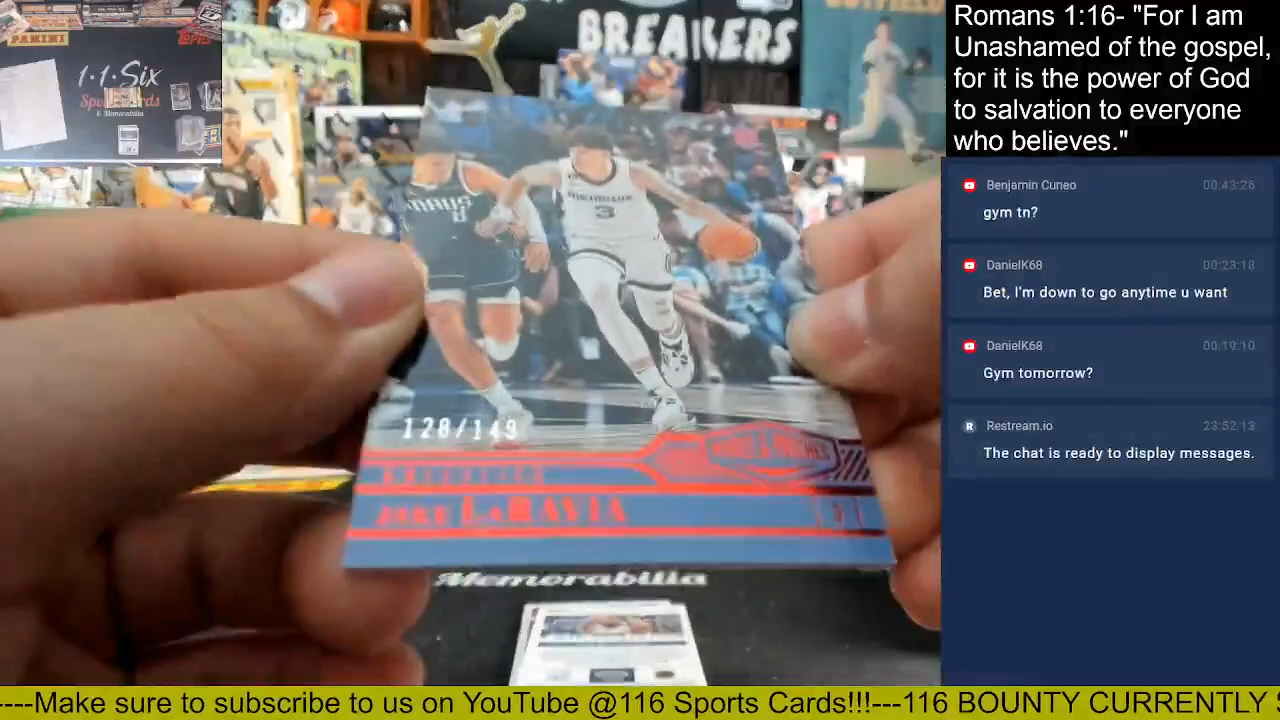 PANINI
Topps
1·1·Six
Sports Cards
& Memorabilia
BREAKERS
OUTFIELD
MAVS
3
128/149
JAKE LaRAVIA
Memorabilia
Romans 1:16- "For I am
Unashamed of the gospel,
for it is the power of God
to salvation to everyone
who believes."
Benjamin Cuneo 00:43:26
gym tn?
DanielK68 00:23:18
Bet, I'm down to go anytime u want
DanielK68 00:19:10
Gym tomorrow?
R Restream.io 23:52:13
The chat is ready to display messages.
----Make sure to subscribe to us on YouTube @116 Sports Cards!!!---116 BOUNTY CURRENTLY